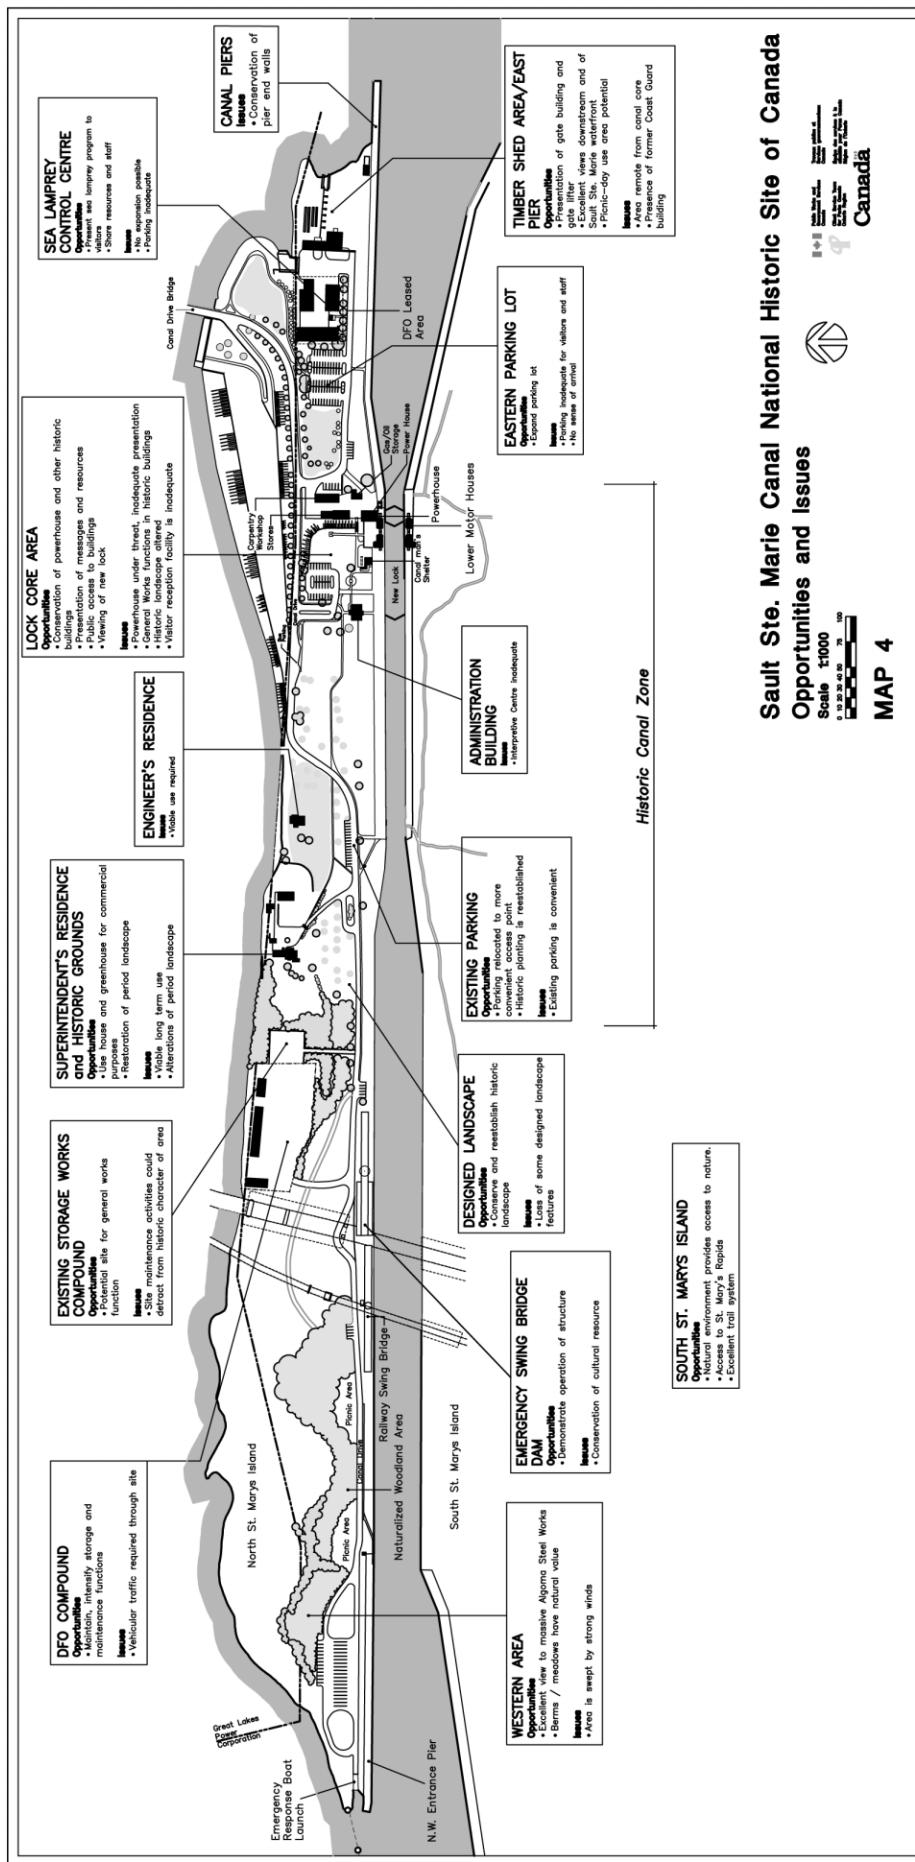 DFO COMPOUND
Opportunities
• Maintain, intensify storage and
maintenance functions
Issues
• Vehicular traffic required through site
EXISTING STORAGE WORKS
COMPOUND
Opportunities
• Potential site for general works
function
Issues
• Site maintenance activities could
detract from historic character of area
SUPERINTENDENT'S RESIDENCE
and HISTORIC GROUNDS
Opportunities
• Use house and greenhouse for commercial
purposes
• Restoration of period landscape
Issues
• Viable long term use
• Alterations of period landscape
ENGINEER'S RESIDENCE
Issues
• Viable use required
LOCK CORE AREA
Opportunities
• Conservation of powerhouse and other historic
buildings
• Presentation of messages and resources
• Public access to buildings
• Viewing of new lock
Issues
• Powerhouse under threat, inadequate presentation
• General Works functions in historic buildings
• Historic landscape altered
• Visitor reception facility is inadequate
SEA LAMPREY
CONTROL CENTRE
Opportunities
• Present sea lamprey program to
visitors
• Share resources and staff
Issues
• No expansion possible
• Parking inadequate
CANAL PIERS
Issues
• Conservation of
pier end walls
Canal Drive Bridge
Great Lakes
Power
Corporation
North St. Marys Island
Emergency
Response Boat
Launch
N.W. Entrance Pier
Picnic Area
Picnic Area
Canal Drive
Naturalized Woodland Area
Railway Swing Bridge
South St. Marys Island
Carpentry
Workshop
Stores
Canal man's
Shelter
New Lock
Gas/Oil
Storage
Power House
Powerhouse
Lower Motor Houses
DFO Leased
Area
WESTERN AREA
Opportunities
• Excellent view to massive Algoma Steel Works
• Berms / meadows have natural value
Issues
• Area is swept by strong winds
EMERGENCY SWING BRIDGE
DAM
Opportunities
• Demonstrate operation of structure
Issues
• Conservation of cultural resource
DESIGNED LANDSCAPE
Opportunities
• Conserve and reestablish historic
landscape
Issues
• Loss of some designed landscape
features
EXISTING PARKING
Opportunities
• Parking relocated to more
convenient access point
• Historic planting is reestablished
Issues
• Existing parking is convenient
ADMINISTRATION
BUILDING
Issues
• Interpretive Centre inadequate
EASTERN PARKING LOT
Opportunities
• Expand parking lot
Issues
• Parking inadequate for visitors and staff
• No sense of arrival
TIMBER SHED AREA/EAST
PIER
Opportunities
• Presentation of gate building and
gate lifter
• Excellent views downstream and of
Sault Ste. Marie waterfront
• Picnic-day use area potential
Issues
• Area remote from canal core
• Presence of former Coast Guard
building
SOUTH ST. MARYS ISLAND
Opportunities
• Natural environment provides access to nature.
• Access to St. Mary's Rapids
• Excellent trail system
Historic Canal Zone
Sault Ste. Marie Canal National Historic Site of Canada
Opportunities and Issues
Scale 1:1000
0 10 20 30 40 50 100
MAP 4
Canada